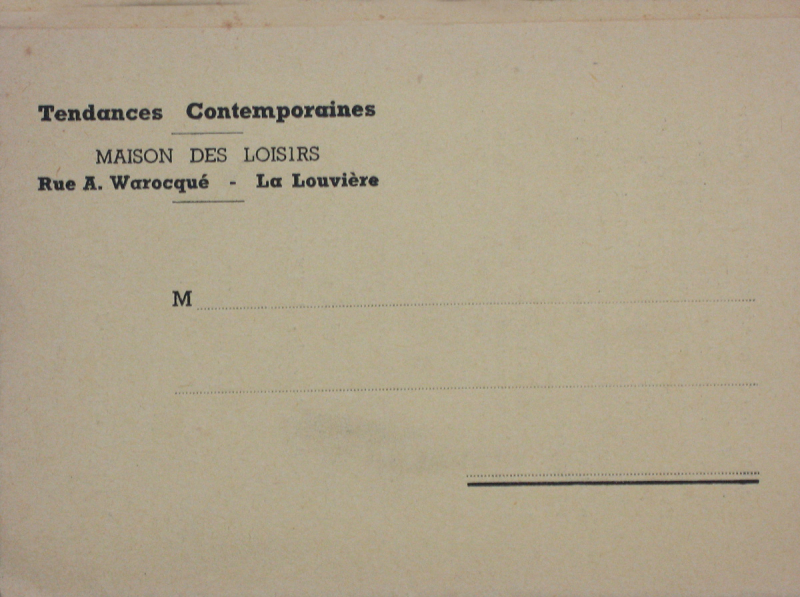 Tendances Contemporaines
MAISON DES LOISIRS
Rue A. Warocqué - La Louvière
M